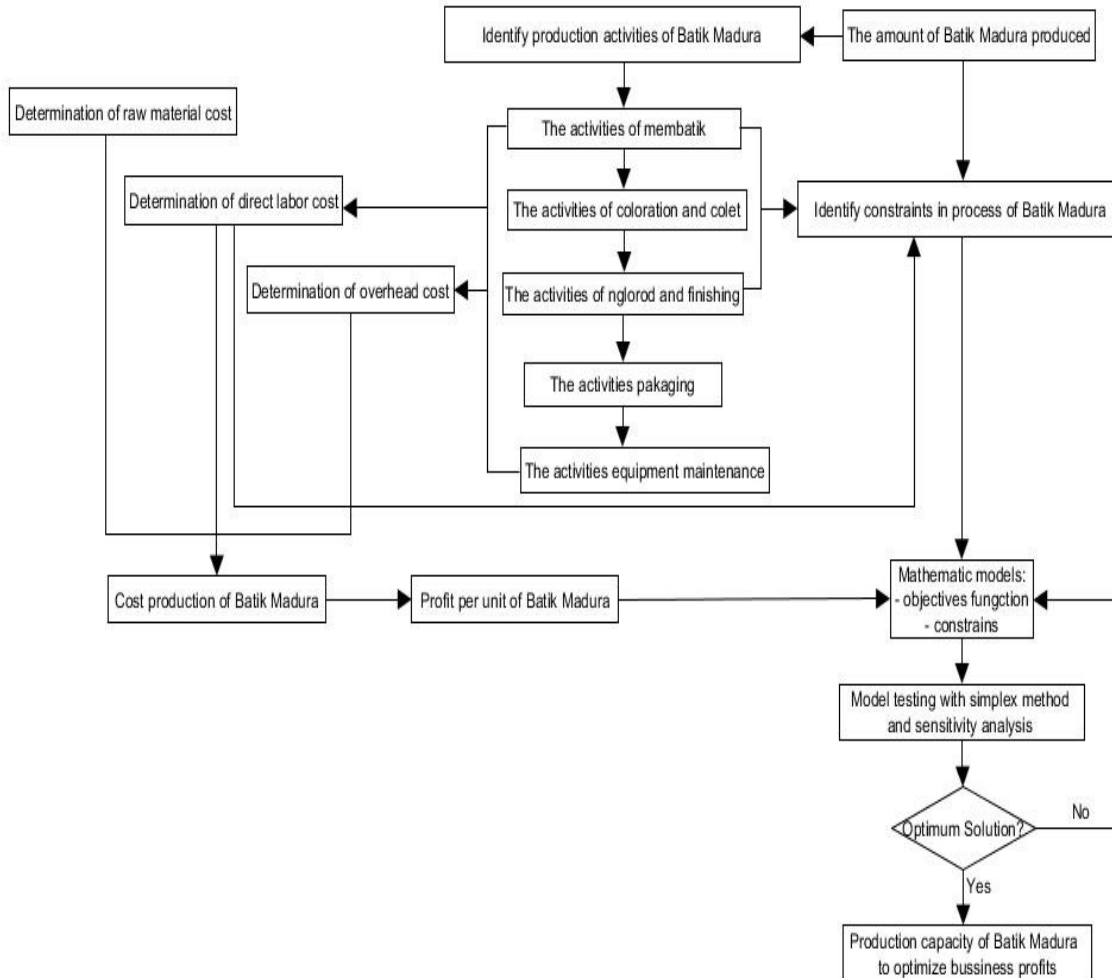 Identify production activities of Batik Madura
The amount of Batik Madura produced
Determination of raw material cost
The activities of membatik
Determination of direct labor cost
The activities of coloration and colet
Identify constraints in process of Batik Madura
Determination of overhead cost
The activities of nglorod and finishing
The activities pakaging
The activities equipment maintenance
Cost production of Batik Madura
Profit per unit of Batik Madura
Mathematic models:
- objectives fungction
- constrains
Model testing with simplex method
and sensitivity analysis
Optimum Solution?
No
Yes
Production capacity of Batik Madura
to optimize bussiness profits